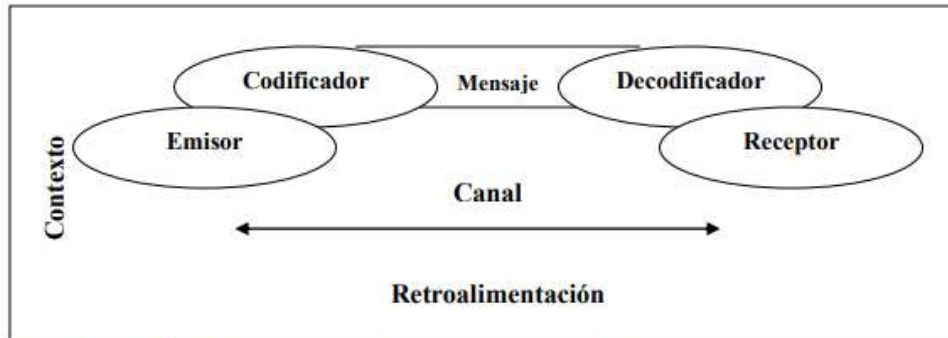 Codificador
Mensaje
Decodificador
Emisor
Receptor
Contexto
Canal
Retroalimentación